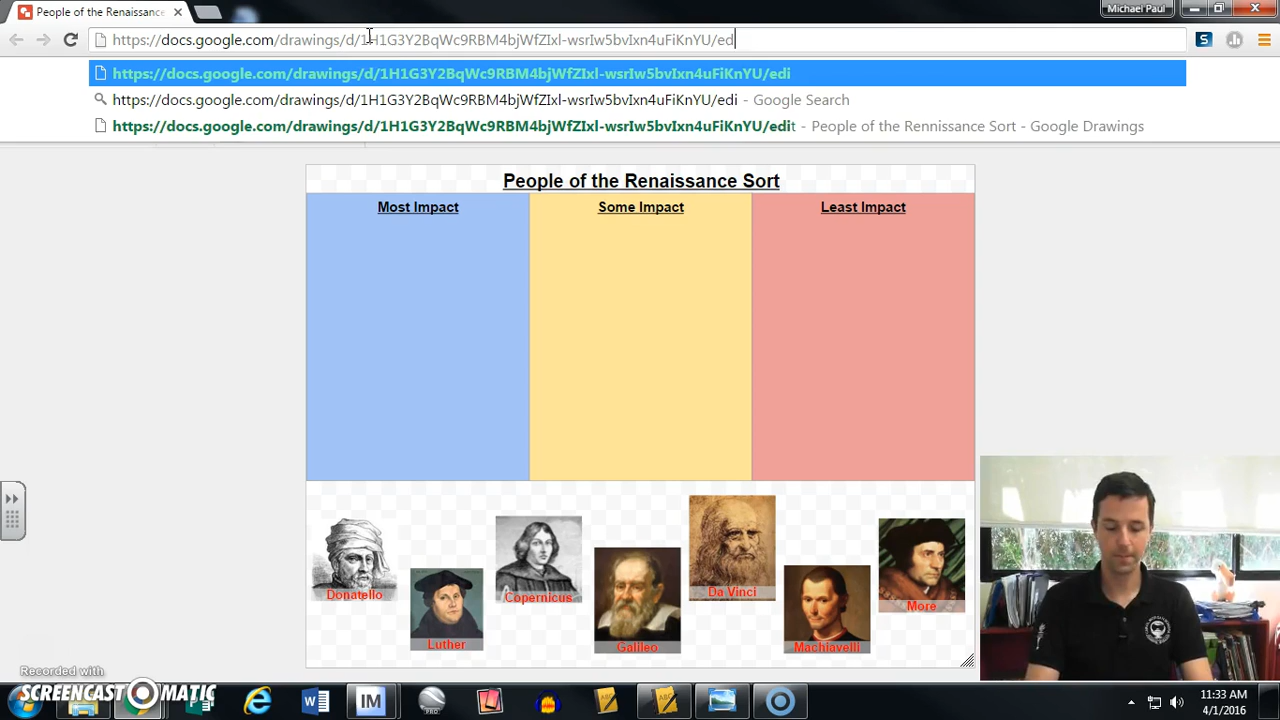 People of the Renaissance
Michael Paul
https://docs.google.com/drawings/d/1H1G3Y2BqWc9RBM4bjWfZIxl-wsrIw5bvIxn4uFiKnYU/ed
https://docs.google.com/drawings/d/1H1G3Y2BqWc9RBM4bjWfZIxl-wsrIw5bvIxn4uFiKnYU/edi
https://docs.google.com/drawings/d/1H1G3Y2BqWc9RBM4bjWfZIxl-wsrIw5bvIxn4uFiKnYU/edi - Google Search
https://docs.google.com/drawings/d/1H1G3Y2BqWc9RBM4bjWfZIxl-wsrIw5bvIxn4uFiKnYU/edit - People of the Rennissance Sort - Google Drawings
People of the Renaissance Sort
Most Impact Some Impact Least Impact
Donatello
Luther
Copernicus
Galileo
Da Vinci
Machiavelli
More
Recorded with
SCREENCAST MATIC
IM
PRO
11:33 AM
4/1/2016